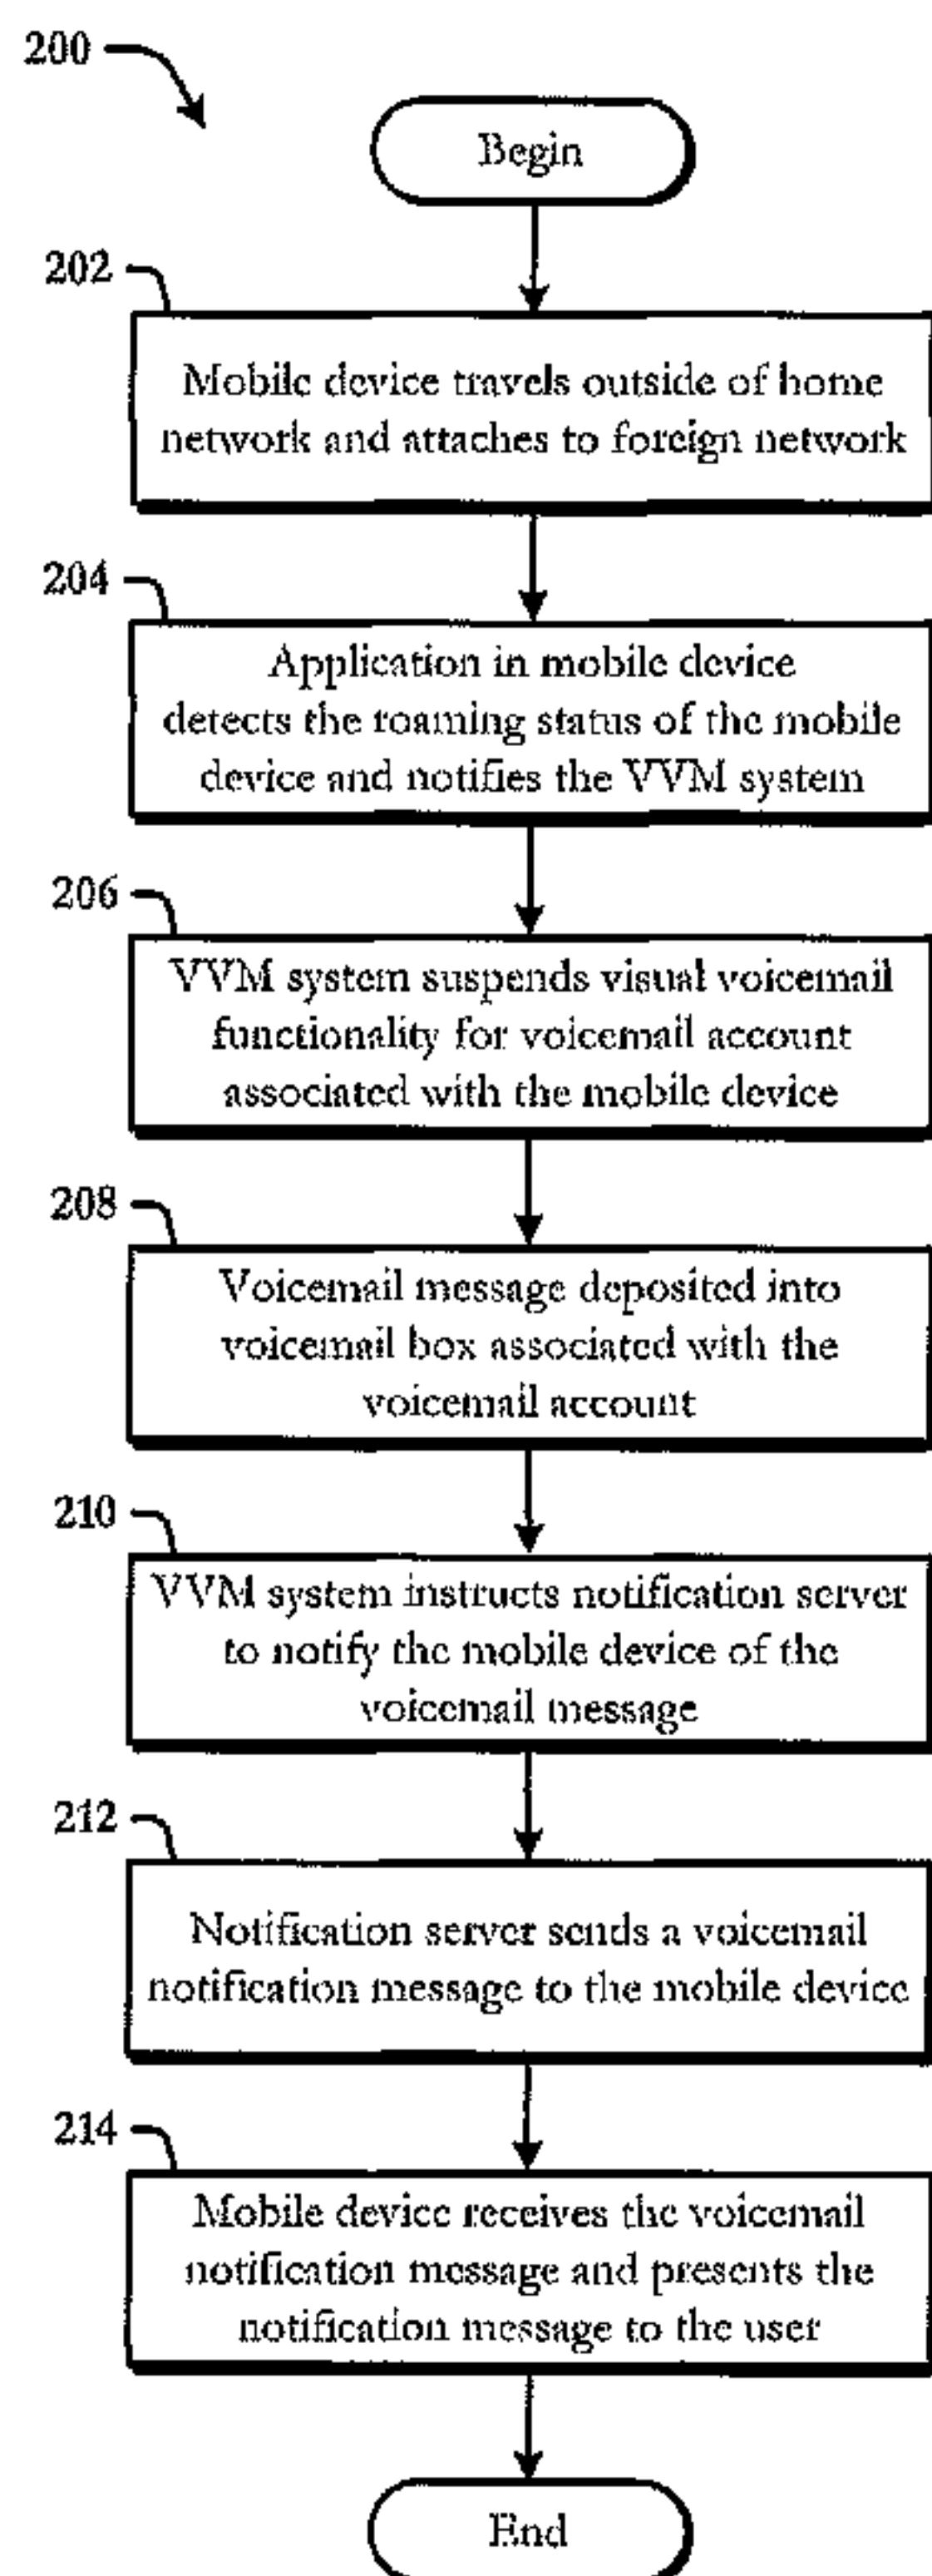 200
Begin
202
Mobile device travels outside of home
network and attaches to foreign network
204
Application in mobile device
detects the roaming status of the mobile
device and notifies the VVM system
206
VVM system suspends visual voicemail
functionality for voicemail account
associated with the mobile device
208
Voicemail message deposited into
voicemail box associated with the
voicemail account
210
VVM system instructs notification server
to notify the mobile device of the
voicemail message
212
Notification server sends a voicemail
notification message to the mobile device
214
Mobile device receives the voicemail
notification message and presents the
notification message to the user
End